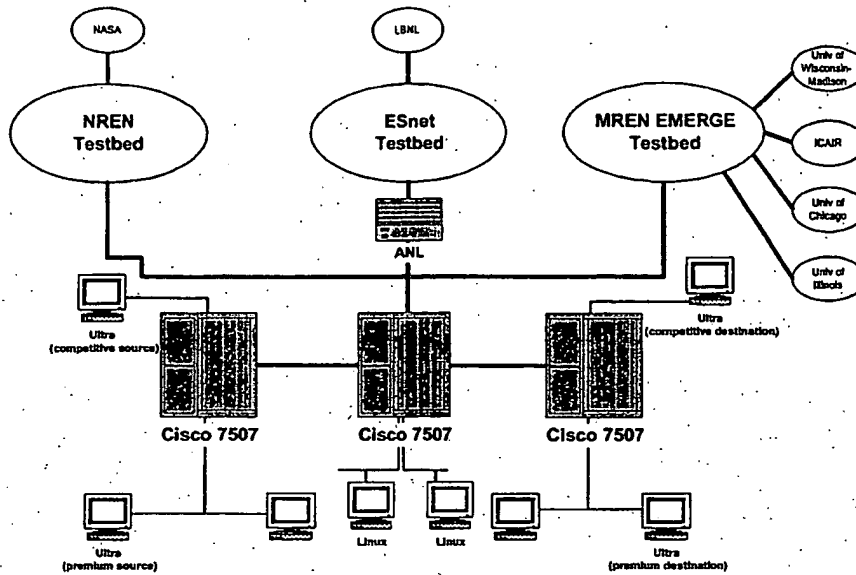 NASA
LBNL
Univ of
Wisconsin-
Madison
NREN
Testbed
ESnet
Testbed
MREN EMERGE
Testbed
ICAIR
Univ of
Chicago
ANL
Univ of
Illinois
Ultra
(competitive source)
Ultra
(competitive destination)
Cisco 7507
Cisco 7507
Cisco 7507
Ultra
(premium source)
Linux
Linux
Ultra
(premium destination)